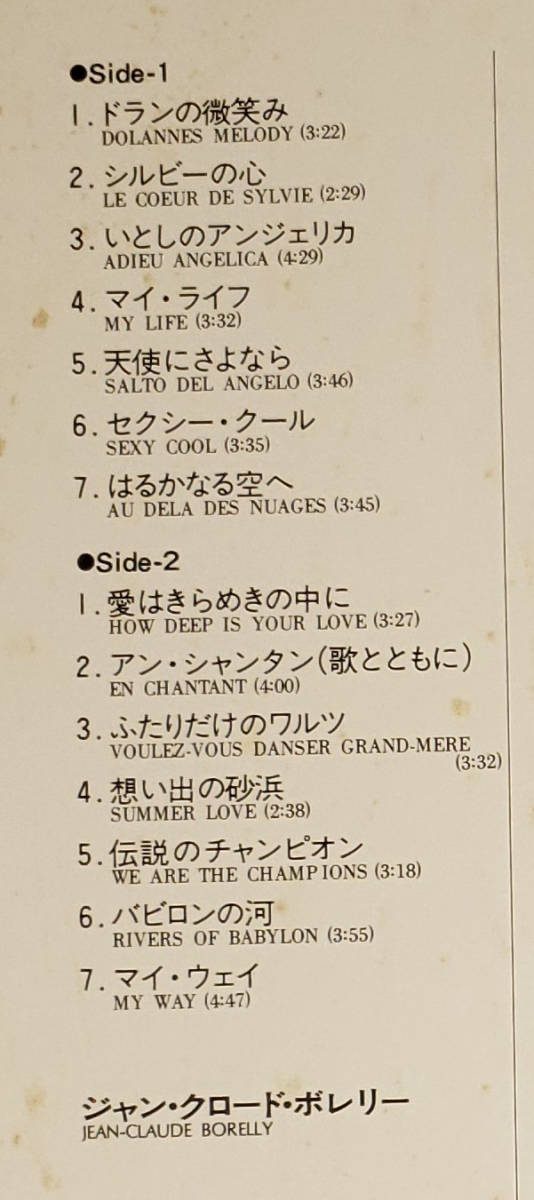 ●Side-1
1.ドランの微笑み
DOLANNES MELODY (3:22)
2.シルビーの心
LE COEUR DE SYLVIE (2:29)
3.いとしのアンジェリカ
ADIEU ANGELICA (4:29)
4.マイ・ライフ
MY LIFE (3:32)
5.天使にさよなら
SALTO DEL ANGELO (3:46)
6.セクシー・クール
SEXY COOL (3:35)
7.はるかなる空へ
AU DELA DES NUAGES (3:45)
●Side-2
1.愛はきらめきの中に
HOW DEEP IS YOUR LOVE (3:27)
2.アン・シャンタン(歌とともに)
EN CHANTANT (4:00)
3.ふたりだけのワルツ
VOULEZ-VOUS DANSER GRAND-MERE
(3:32)
4.想い出の砂浜
SUMMER LOVE (2:38)
5.伝説のチャンピオン
WE ARE THE CHAMPIONS (3:18)
6.バビロンの河
RIVERS OF BABYLON (3:55)
7.マイ・ウェイ
MY WAY (4:47)
ジャン・クロード・ボレリー
JEAN-CLAUDE BORELLY